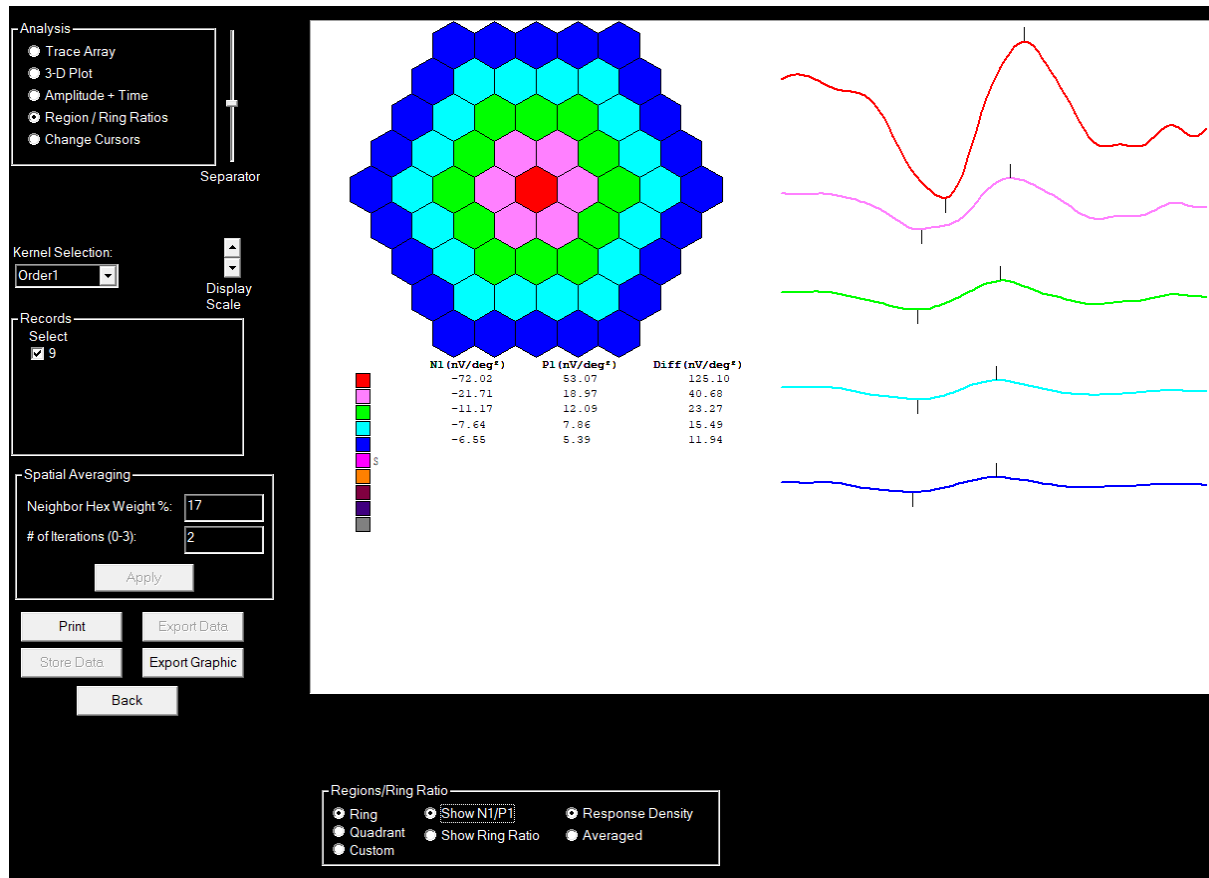 Analysis
Trace Array
3-D Plot
Amplitude + Time
Region / Ring Ratios
Change Cursors
Separator
Kernel Selection:
Order1
Display
Scale
Records
Select
9
N1(nV/deg²) P1(nV/deg²) Diff(nV/deg²)
-72.02 53.07 125.10
-21.71 18.97 40.68
-11.17 12.09 23.27
-7.64 7.86 15.49
-6.55 5.39 11.94
S
Spatial Averaging
Neighbor Hex Weight %: 17
# of Iterations (0-3): 2
Apply
Print Export Data
Store Data Export Graphic
Back
Regions/Ring Ratio
Ring Show N1/P1 Response Density
Quadrant Show Ring Ratio Averaged
Custom